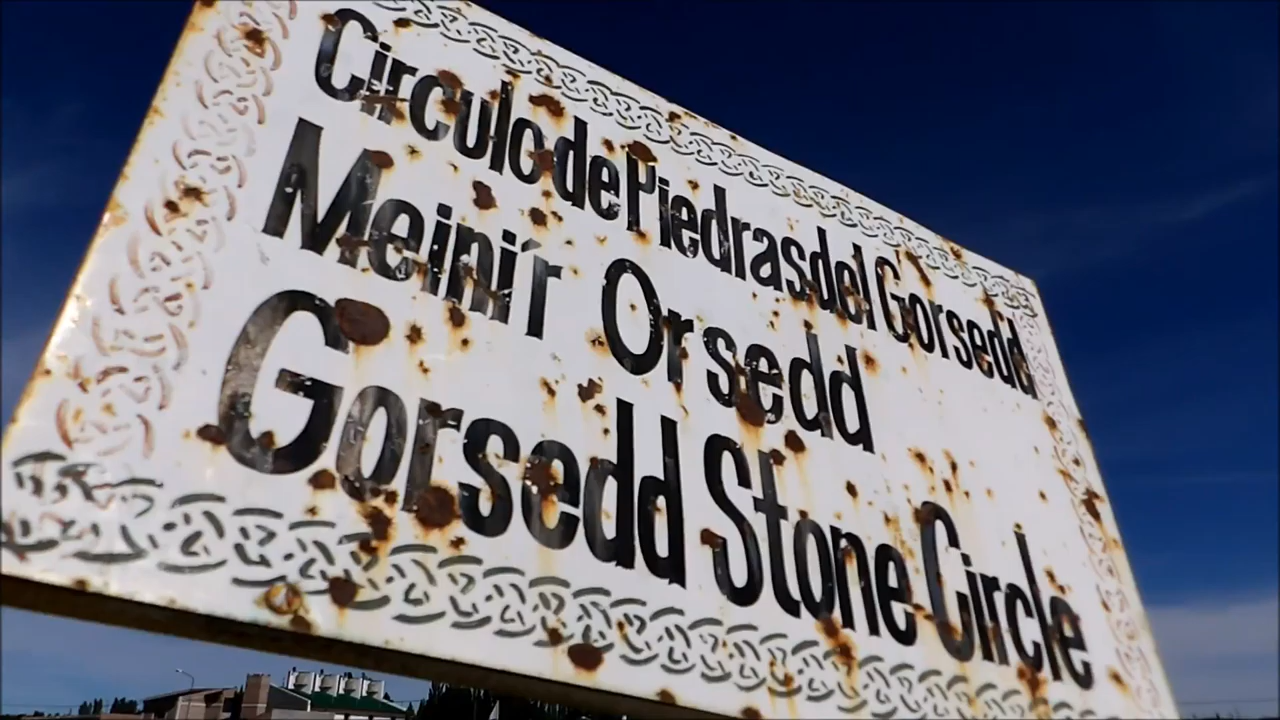 Circulo de Piedras del Gorsedd
Meini'r Orsedd
Gorsedd Stone Circle